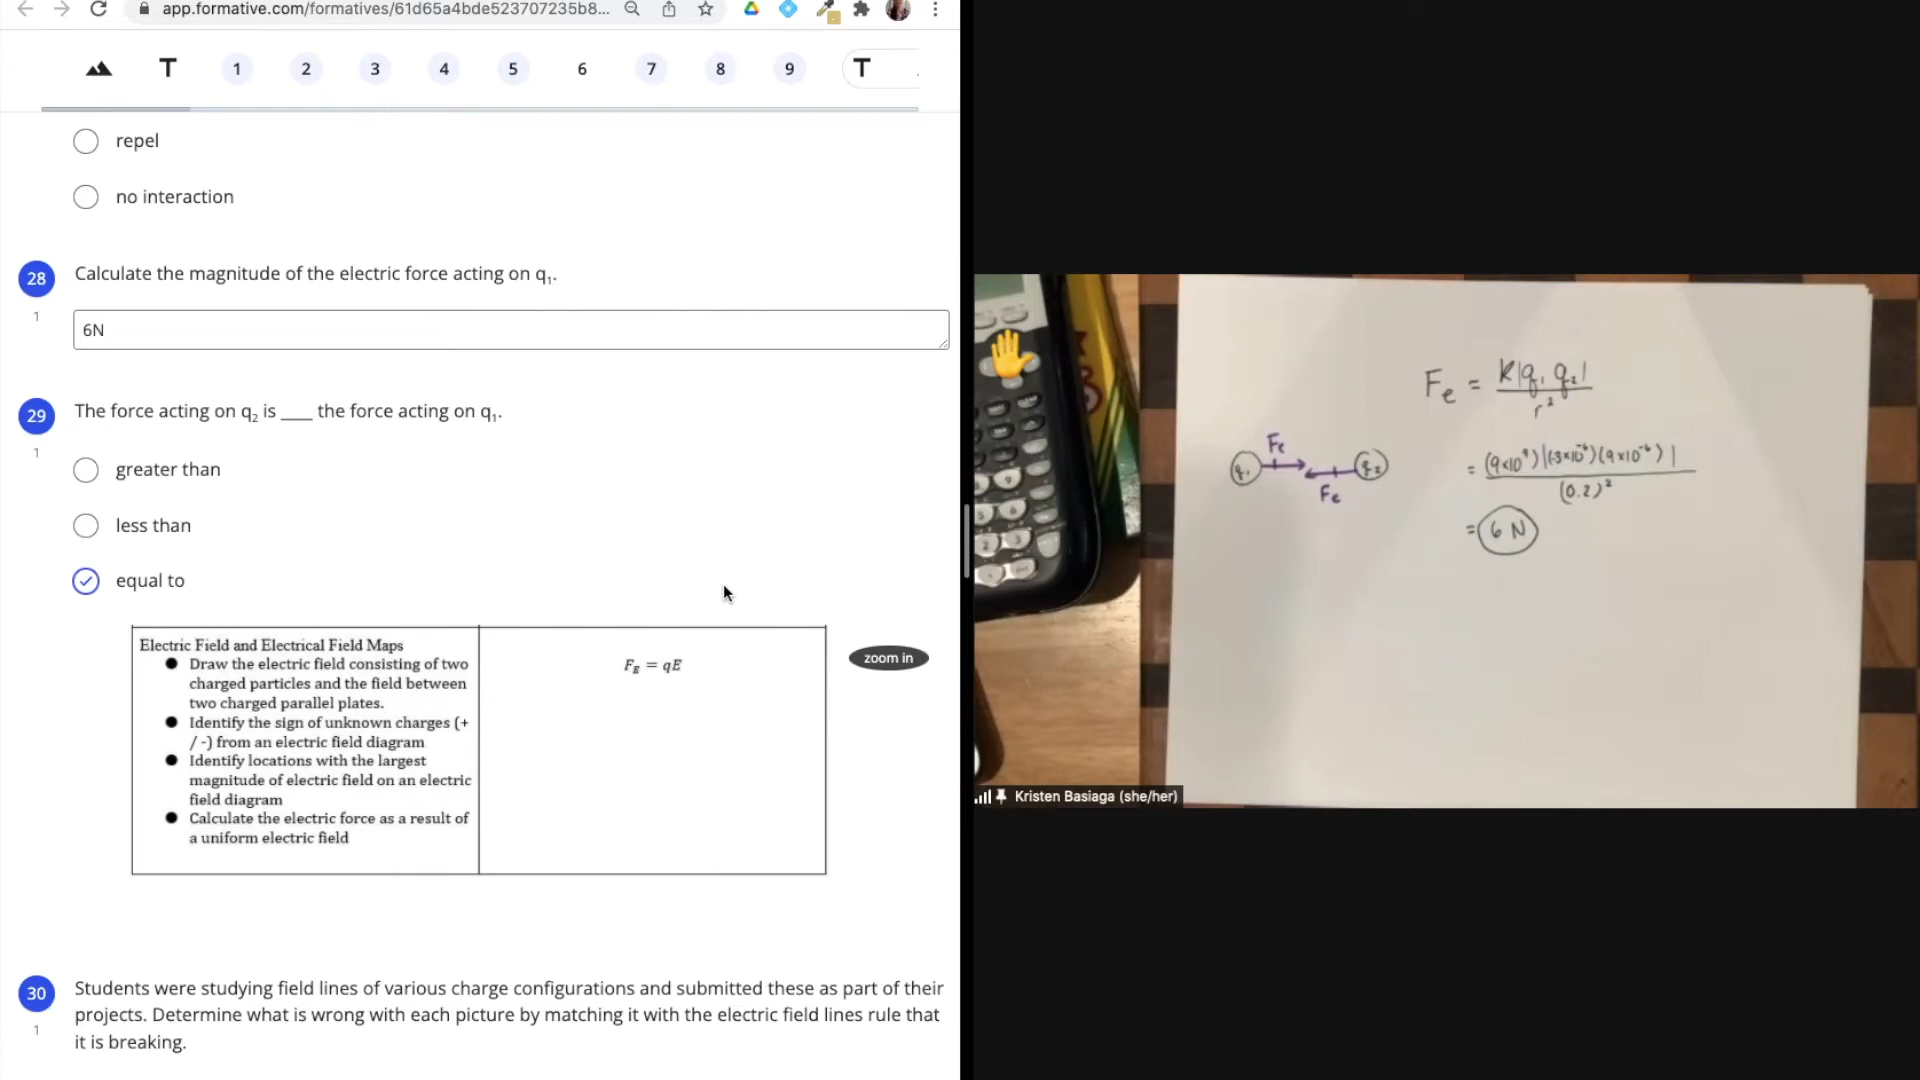 app.formative.com/formatives/61d65a4bde523707235b8...
T 1 2 3 4 5 6 7 8 9 T
repel
no interaction
28 Calculate the magnitude of the electric force acting on q₁.
1
6N
29 The force acting on q₂ is ___ the force acting on q₁.
1
greater than
less than
equal to
Electric Field and Electrical Field Maps
● Draw the electric field consisting of two
charged particles and the field between
two charged parallel plates.
● Identify the sign of unknown charges (+
/ -) from an electric field diagram
● Identify locations with the largest
magnitude of electric field on an electric
field diagram
● Calculate the electric force as a result of
a uniform electric field
F_E = qE
zoom in
30 Students were studying field lines of various charge configurations and submitted these as part of their
1
projects. Determine what is wrong with each picture by matching it with the electric field lines rule that
it is breaking.
Fe = K|q₁ q₂|
r²
q₁ Fe q₂
Fe
= (9x10⁹)|(-3x10⁻⁶)(9x10⁻⁶)|
(0.2)²
= 6 N
Kristen Basiaga (she/her)